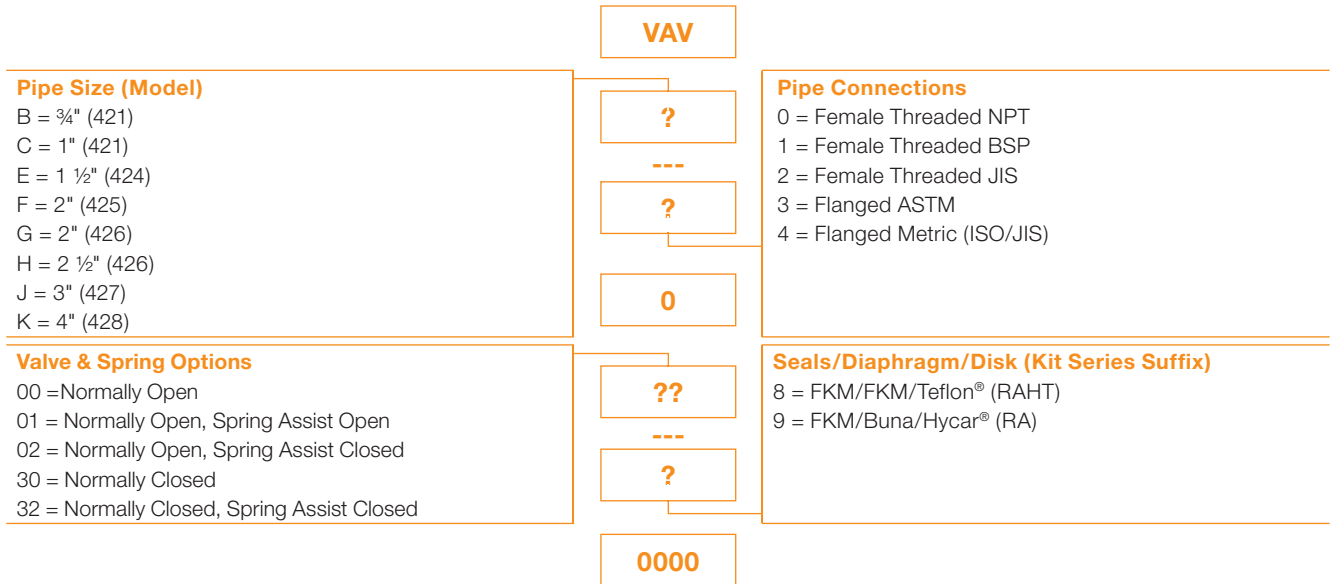 VAV
Pipe Size (Model)
B = ¾" (421)
C = 1" (421)
E = 1 ½" (424)
F = 2" (425)
G = 2" (426)
H = 2 ½" (426)
J = 3" (427)
K = 4" (428)
?
---
?
Pipe Connections
0 = Female Threaded NPT
1 = Female Threaded BSP
2 = Female Threaded JIS
3 = Flanged ASTM
4 = Flanged Metric (ISO/JIS)
0
Valve & Spring Options
00 =Normally Open
01 = Normally Open, Spring Assist Open
02 = Normally Open, Spring Assist Closed
30 = Normally Closed
32 = Normally Closed, Spring Assist Closed
??
---
?
Seals/Diaphragm/Disk (Kit Series Suffix)
8 = FKM/FKM/Teflon® (RAHT)
9 = FKM/Buna/Hycar® (RA)
0000